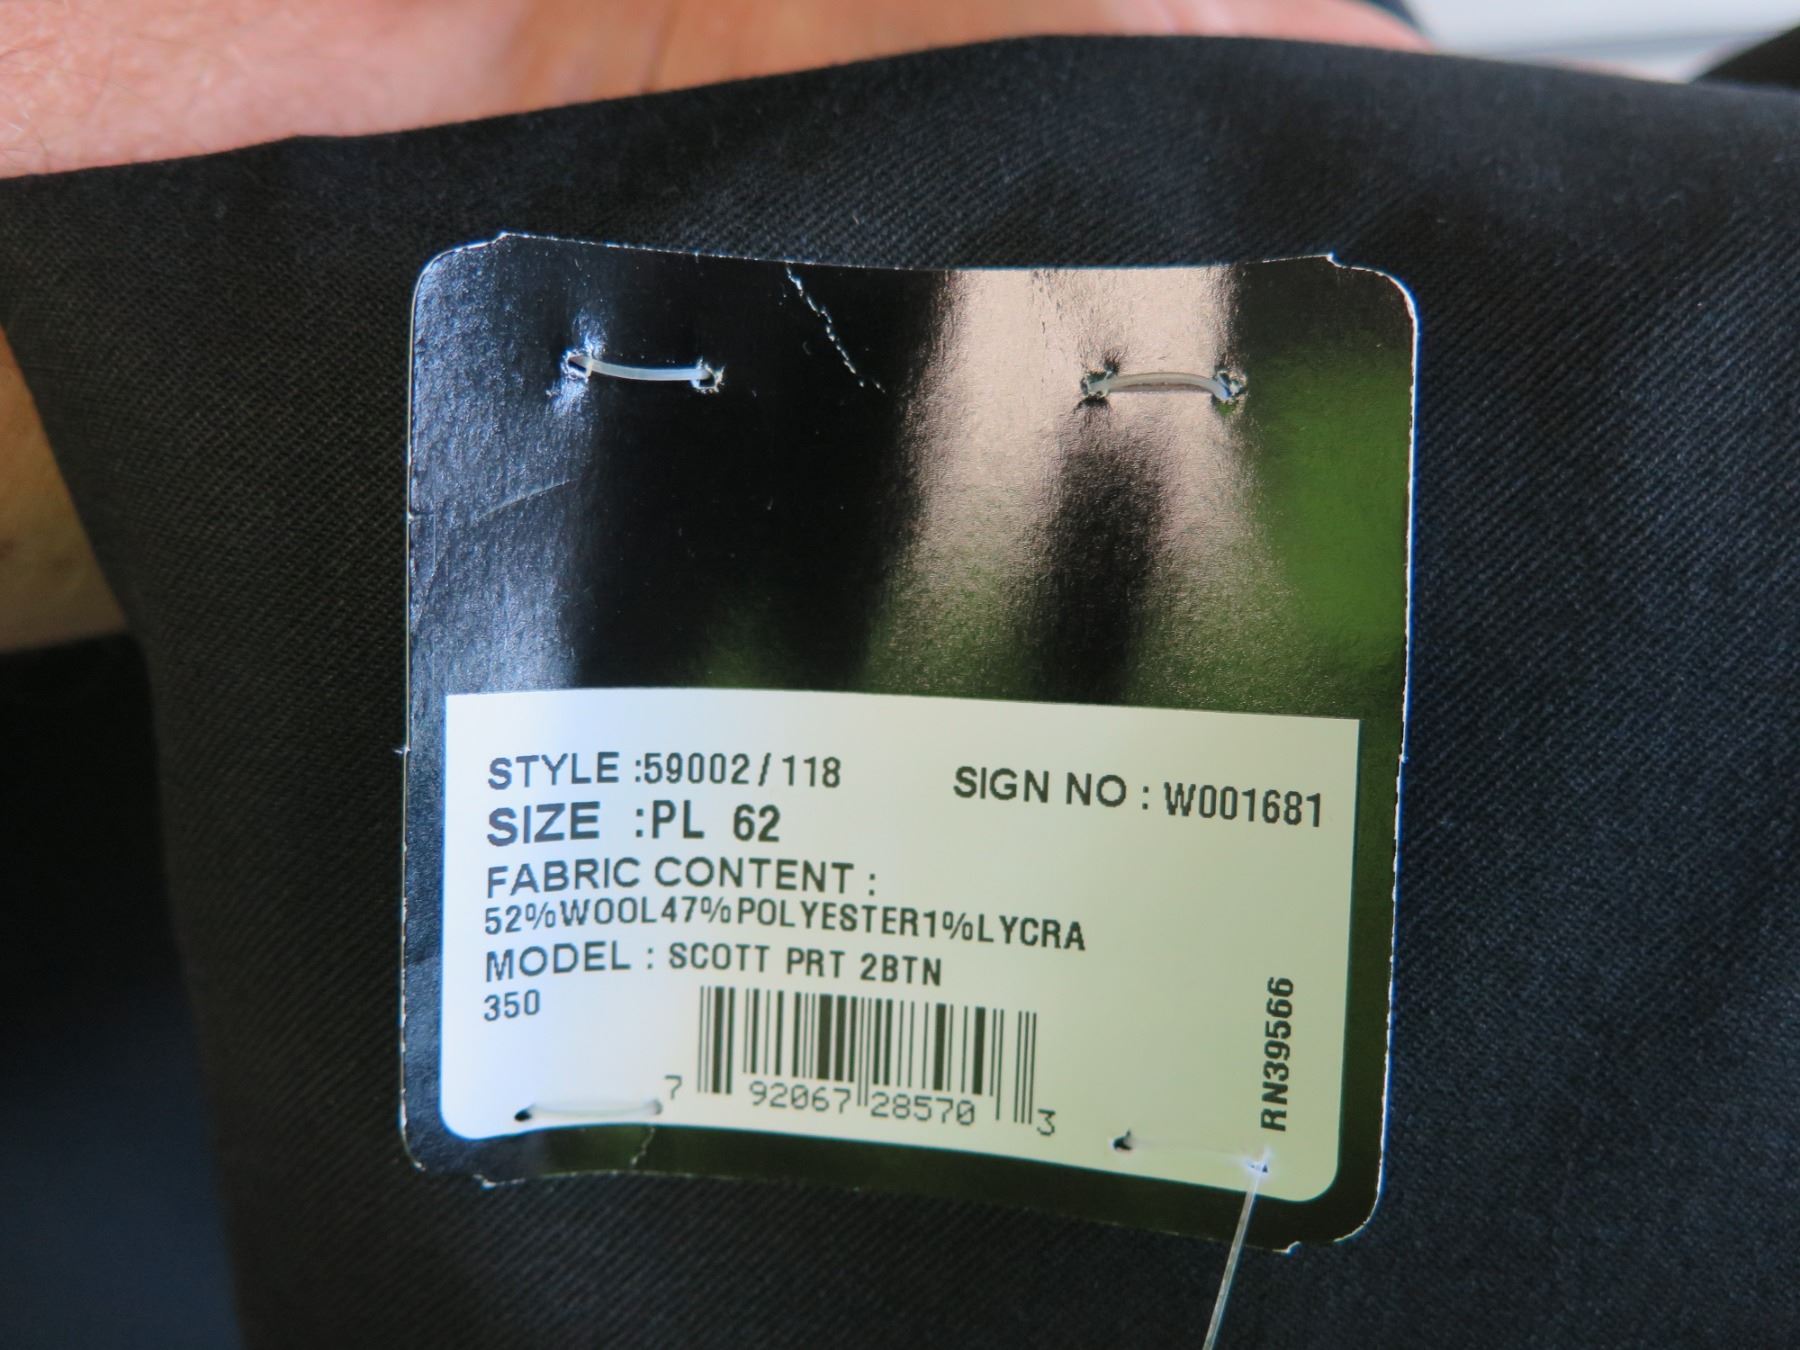 STYLE :59002/118
SIGN NO : W001681
SIZE :PL 62
FABRIC CONTENT :
52%WOOL47%POLYESTER1%LYCRA
MODEL : SCOTT PRT 2BTN
350
7 92067 28570 3
RN39566